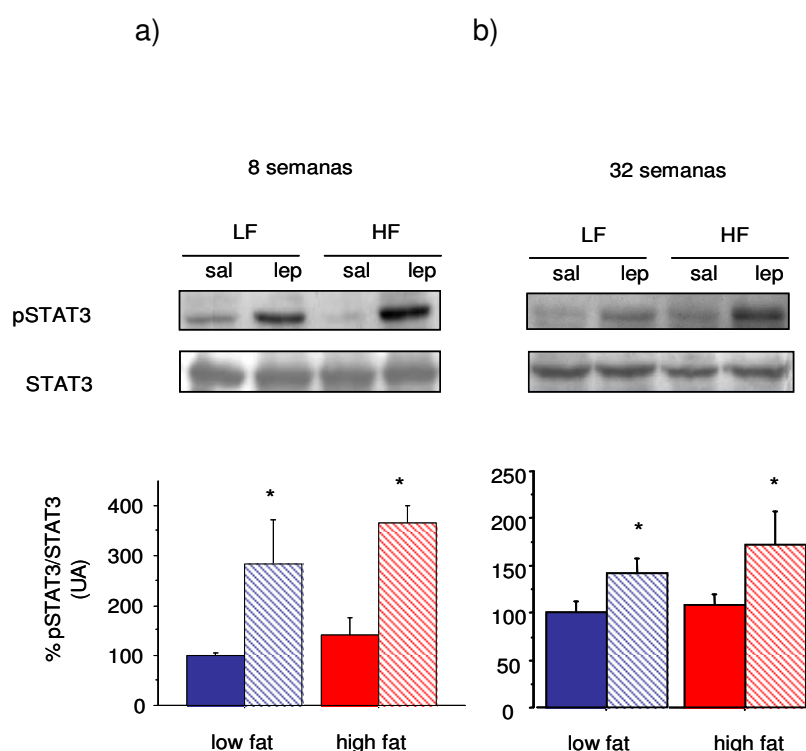 a)
b)
8 semanas
32 semanas
LF HF
LF HF
sal lep sal lep
sal lep sal lep
pSTAT3
STAT3
% pSTAT3/STAT3
(UA)
400
300
200
100
0
* *
low fat high fat
250
200
150
100
50
0
* *
low fat high fat